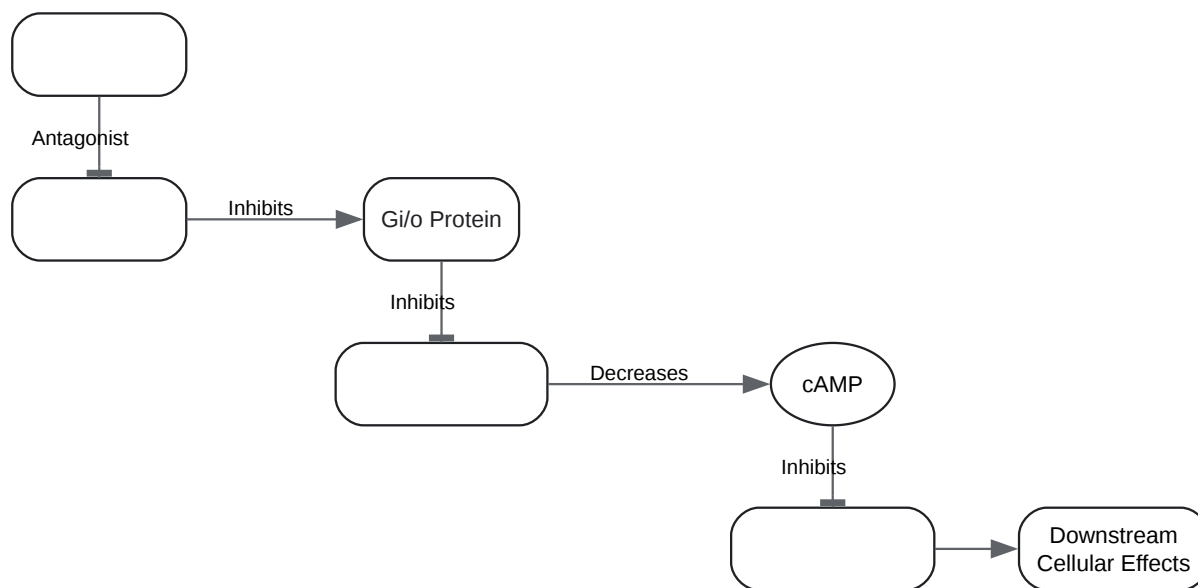 Antagonist
Inhibits
Gi/o Protein
Inhibits
Decreases
cAMP
Inhibits
Downstream
Cellular Effects